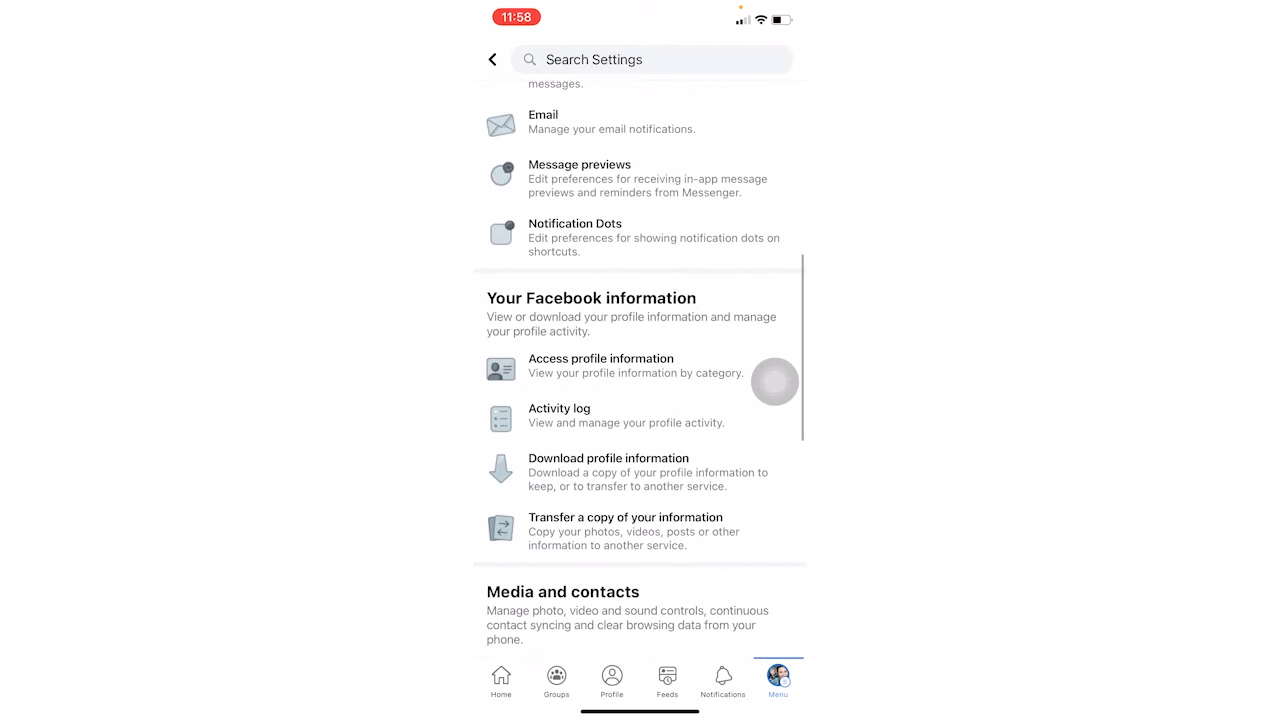 11:58
Search Settings
messages.
Email
Manage your email notifications.
Message previews
Edit preferences for receiving in-app message
previews and reminders from Messenger.
Notification Dots
Edit preferences for showing notification dots on
shortcuts.
Your Facebook information
View or download your profile information and manage
your profile activity.
Access profile information
View your profile information by category.
Activity log
View and manage your profile activity.
Download profile information
Download a copy of your profile information to
keep, or to transfer to another service.
Transfer a copy of your information
Copy your photos, videos, posts or other
information to another service.
Media and contacts
Manage photo, video and sound controls, continuous
contact syncing and clear browsing data from your
phone.
Home Groups Profile Feeds Notifications Menu